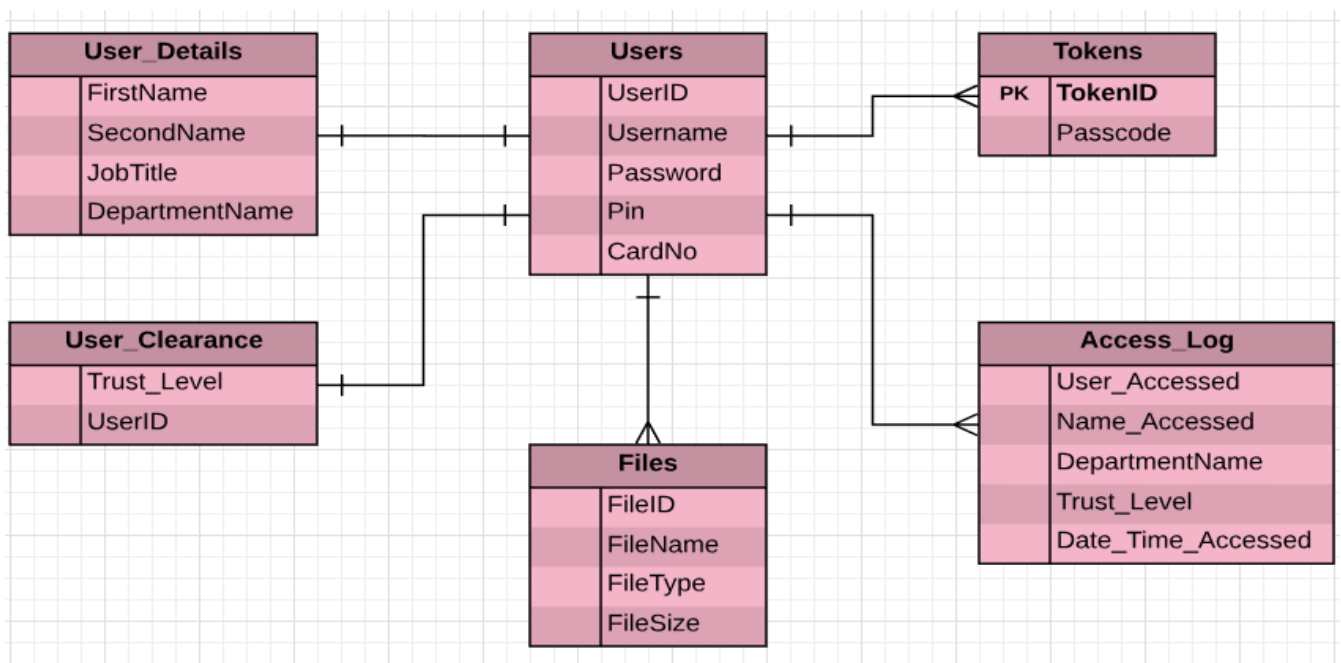 User_Details
FirstName
SecondName
JobTitle
DepartmentName
Users
UserID
Username
Password
Pin
CardNo
Tokens
PK TokenID
Passcode
User_Clearance
Trust_Level
UserID
Files
FileID
FileName
FileType
FileSize
Access_Log
User_Accessed
Name_Accessed
DepartmentName
Trust_Level
Date_Time_Accessed